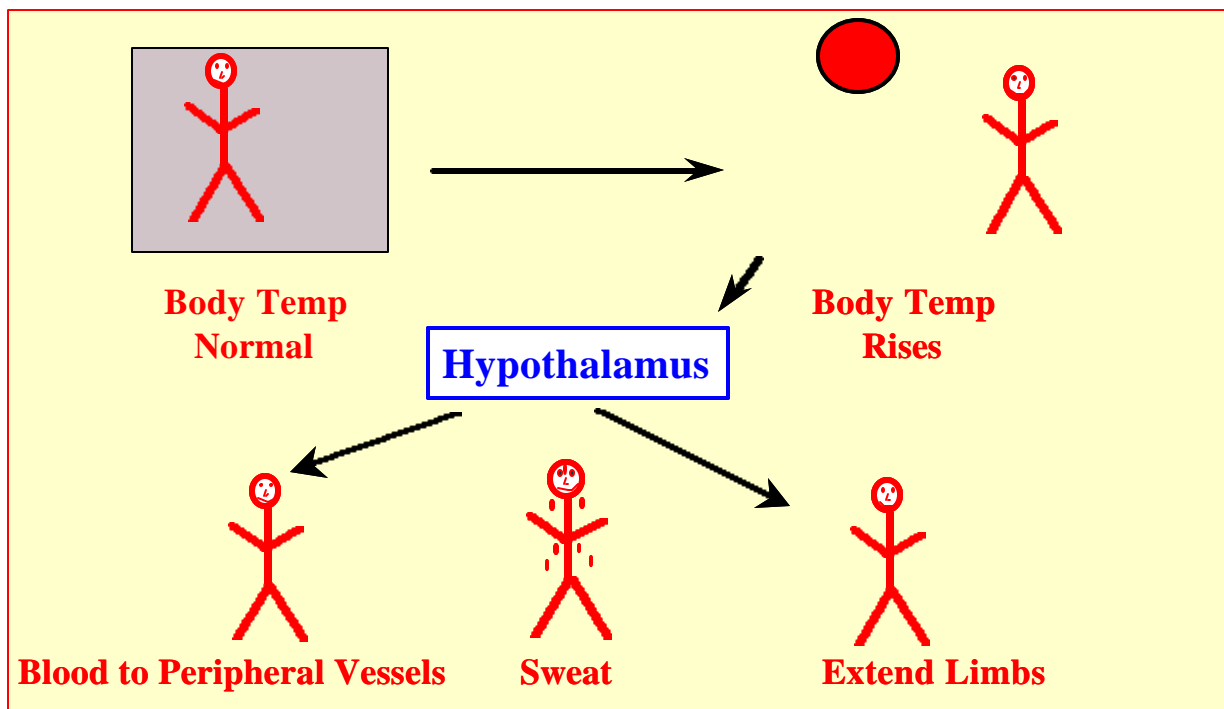 Body Temp
Normal
Body Temp
Rises
Hypothalamus
Blood to Peripheral Vessels
Sweat
Extend Limbs